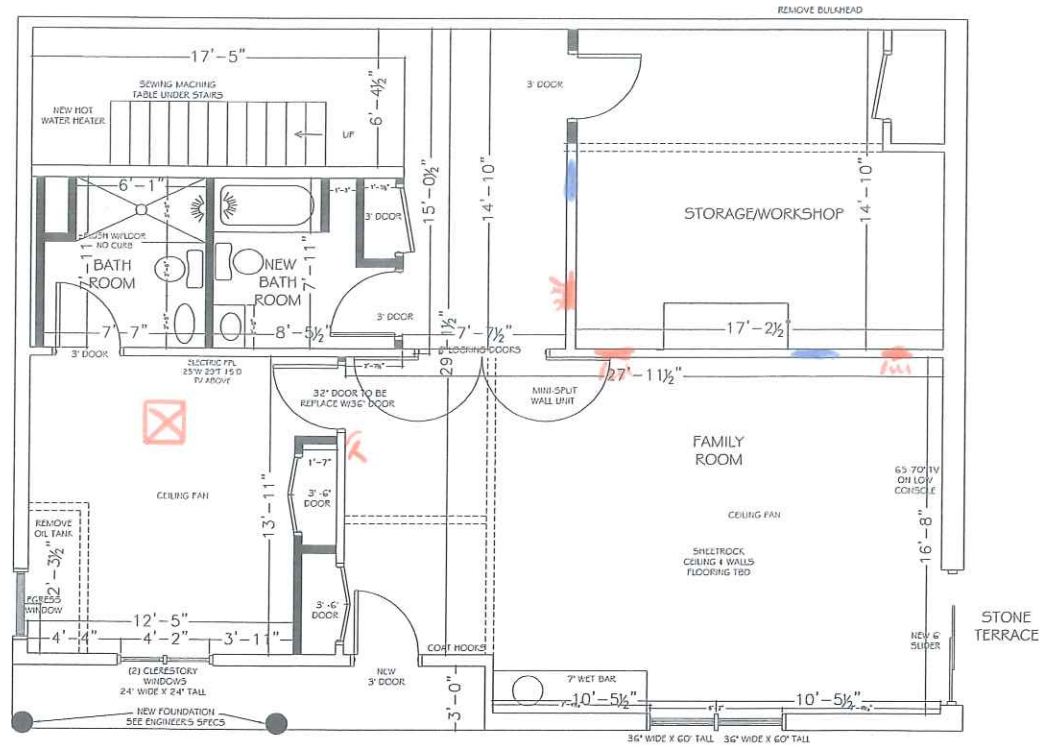 REMOVE BULKHEAD
17'-5"
SEWING MACHING
TABLE UNDER STAIRS
NEW HOT
WATER HEATER
UP
6'-4½"
15'-0½"
14'-10"
3' DOOR
14'-10"
STORAGE/WORKSHOP
6'-1"
NO CURB
BATH
ROOM
7'-11"
NEW
BATH
ROOM
7'-11"
3' DOOR
3' DOOR
7'-7"
8'-5½"
7'-7½"
17'-2½"
3' DOOR
29'-1½"
27'-11½"
ELECTRIC FPL
TV ABOVE
32" DOOR TO BE
REPLACE W/36" DOOR
MINI-SPLIT
WALL UNIT
FAMILY
ROOM
65-70" TV
ON LOW
CONSOLE
1'-7"
3'-6"
DOOR
13'-11"
CEILING FAN
CEILING FAN
REMOVE
OIL TANK
SHEETROCK
CEILING & WALLS
FLOORING TBD
16'-8"
2'-3½"
EGRESS
WINDOW
3'-6"
DOOR
12'-5"
4'-4"
4'-2"
3'-11"
COAT HOOKS
NEW 6'
SLIDER
STONE
TERRACE
(2) CLERESTORY
WINDOWS
24" WIDE X 24" TALL
NEW
3' DOOR
3'-0"
7' WET BAR
10'-5½"
10'-5½"
NEW FOUNDATION
SEE ENGINEER'S SPECS
36" WIDE X 60" TALL
36" WIDE X 60" TALL